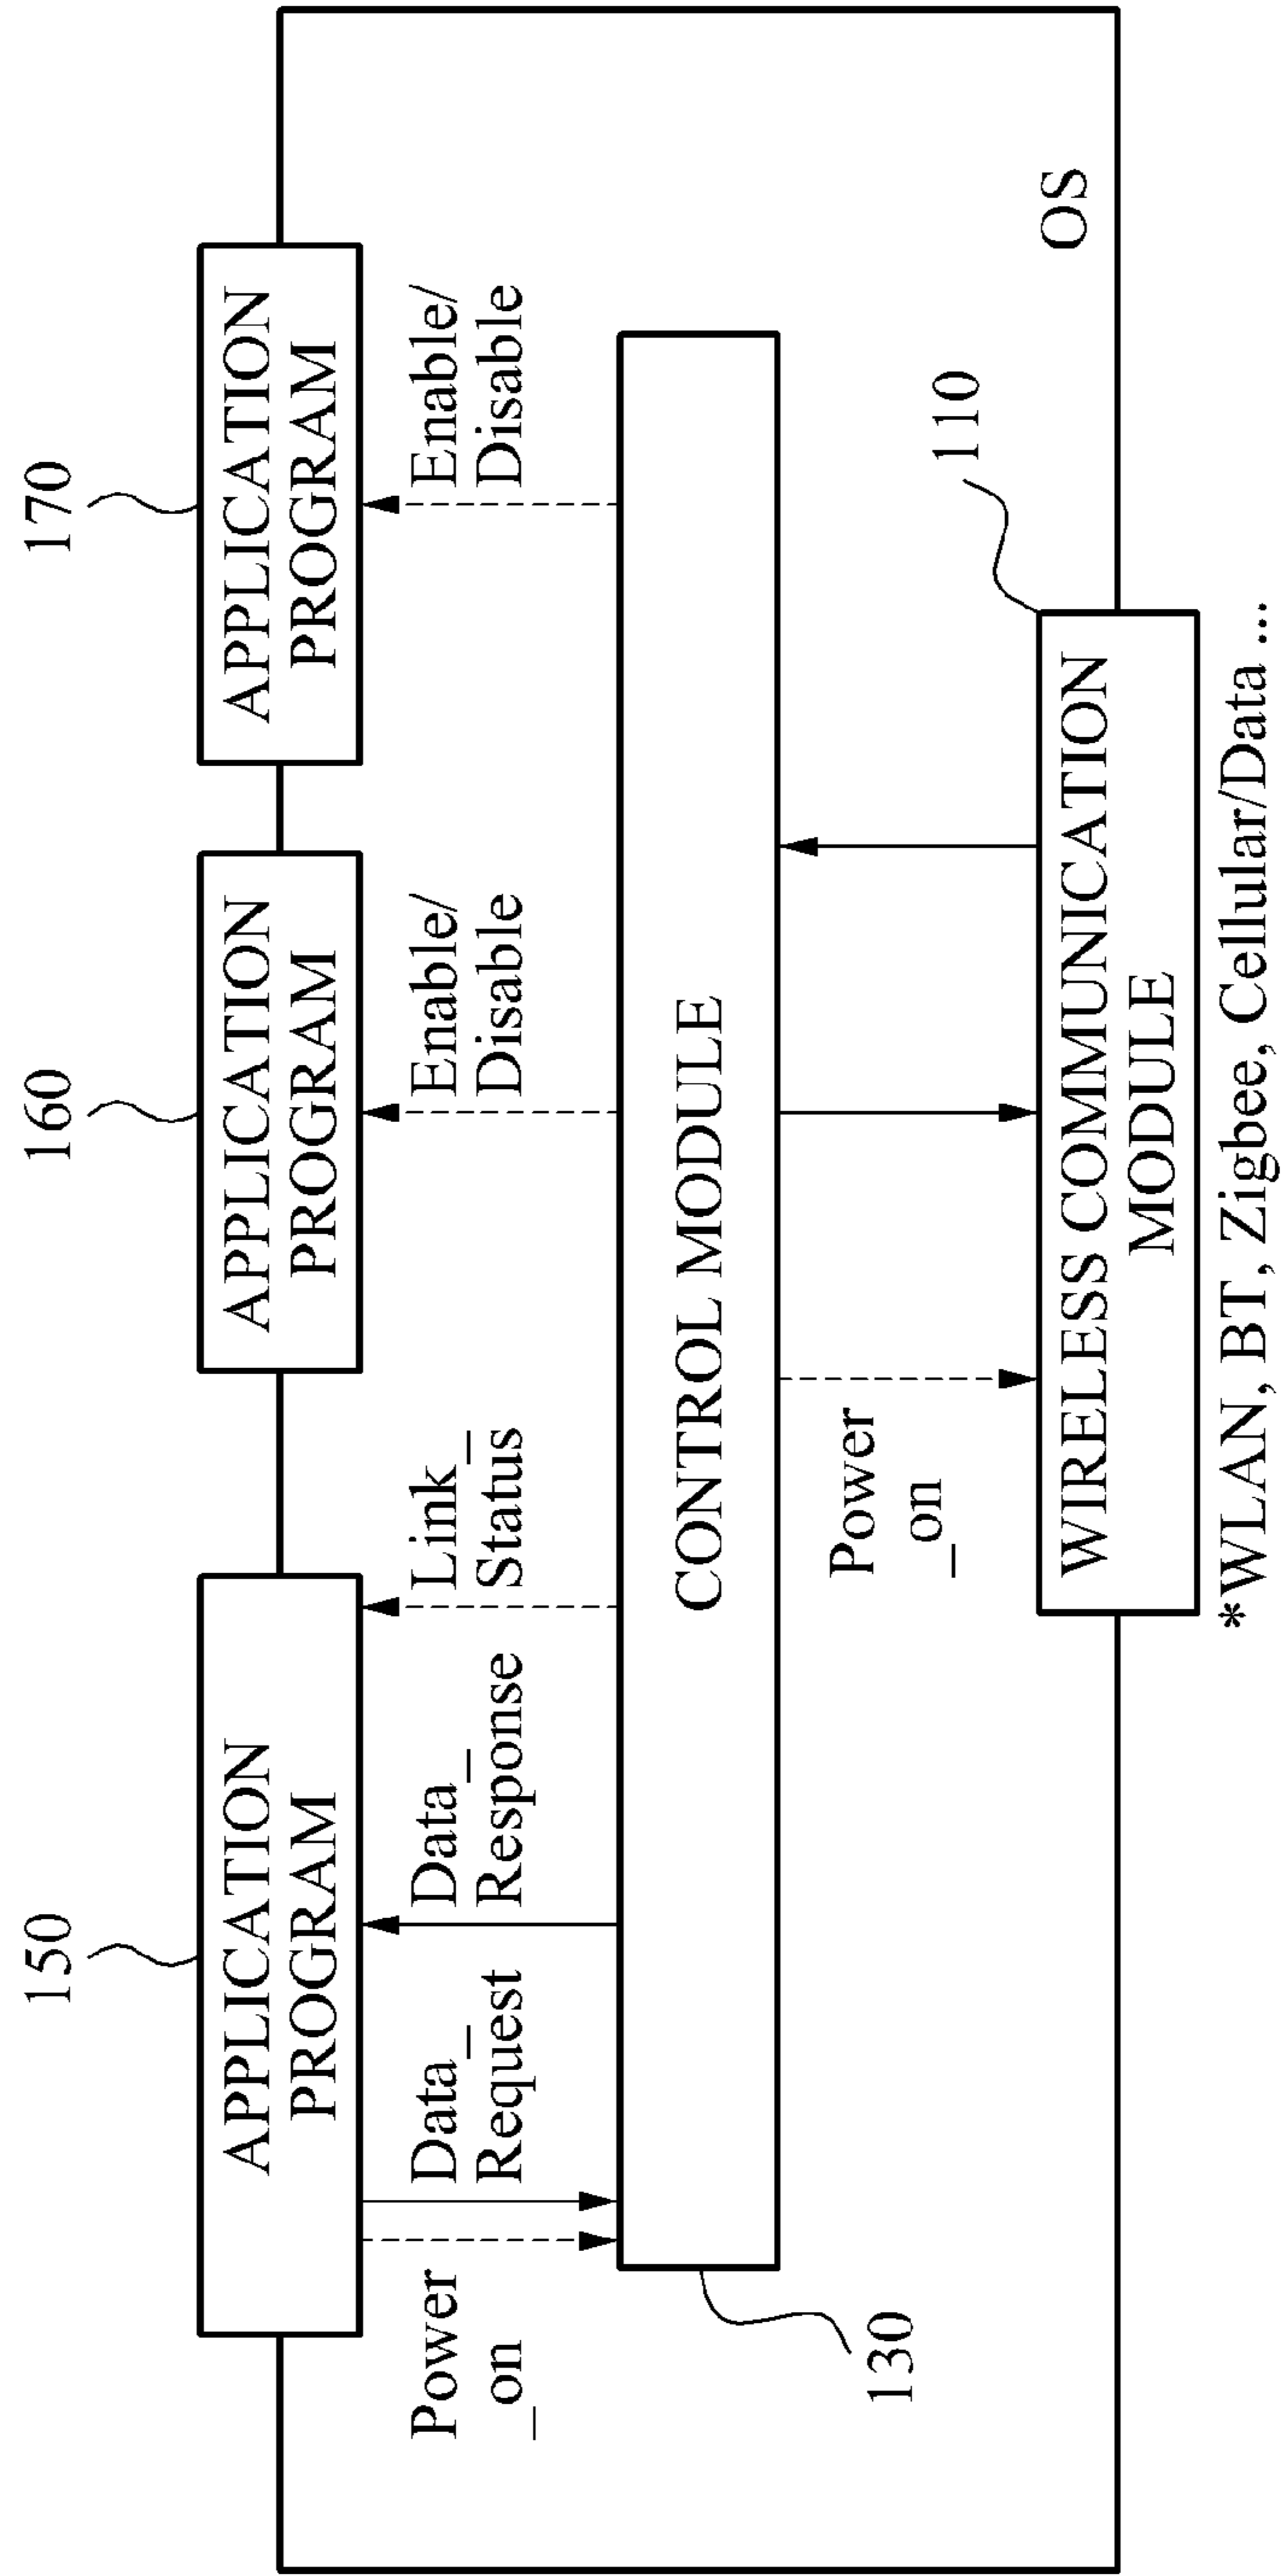 150
160
170
APPLICATION
PROGRAM
APPLICATION
PROGRAM
APPLICATION
PROGRAM
Power
_on
Data_
Request
Data_
Response
Link_
Status
Enable/
Disable
Enable/
Disable
CONTROL MODULE
130
Power
_on
110
OS
WIRELESS COMMUNICATION
MODULE
*WLAN, BT, Zigbee, Cellular/Data ...